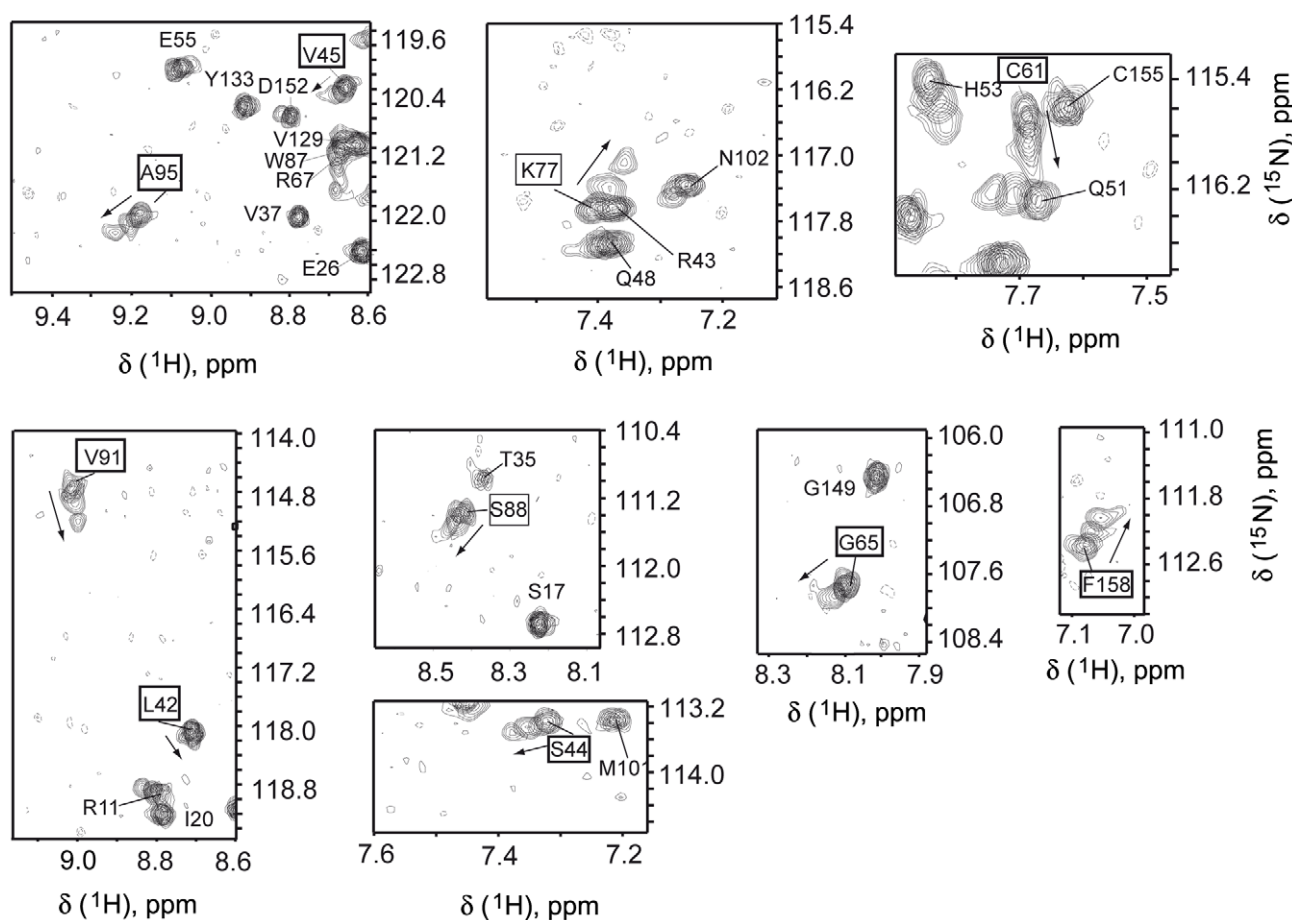 E55
V45
Y133
D152
V129
W87
R67
A95
V37
E26
119.6
120.4
121.2
122.0
122.8
9.4
9.2
9.0
8.8
8.6
δ (¹H), ppm
115.4
116.2
117.0
117.8
118.6
K77
N102
R43
Q48
7.4
7.2
δ (¹H), ppm
C61
H53
C155
Q51
115.4
116.2
7.7
7.5
δ (¹H), ppm
δ (¹⁵N), ppm
V91
L42
R11
I20
114.0
114.8
115.6
116.4
117.2
118.0
118.8
9.0
8.8
8.6
δ (¹H), ppm
T35
S88
S17
110.4
111.2
112.0
112.8
8.5
8.3
8.1
S44
M101
113.2
114.0
7.6
7.4
7.2
δ (¹H), ppm
G149
G65
106.0
106.8
107.6
108.4
8.3
8.1
7.9
δ (¹H), ppm
F158
111.0
111.8
112.6
7.1
7.0
δ (¹H), ppm
δ (¹⁵N), ppm